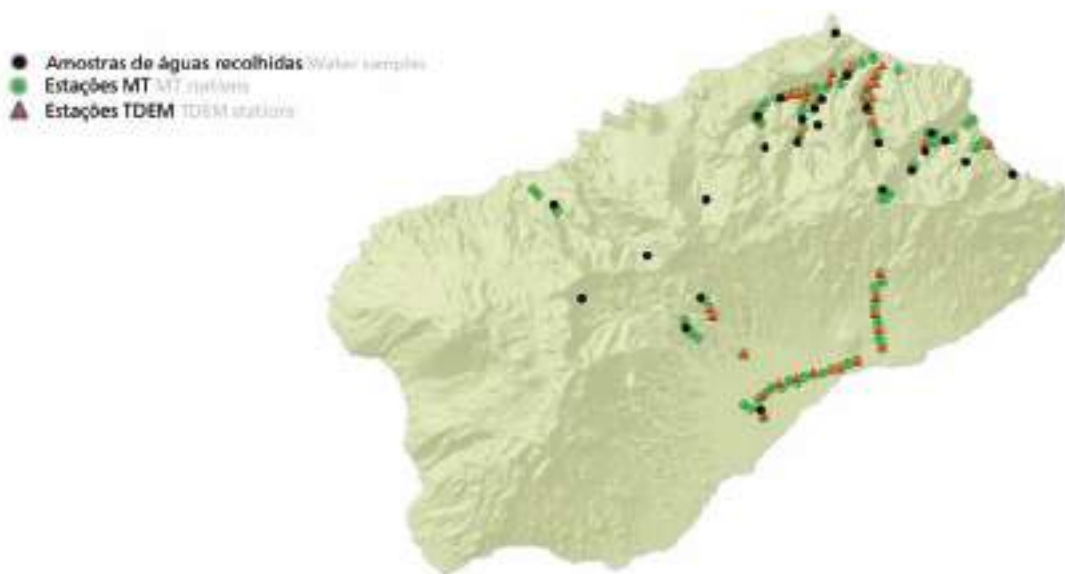 Amostras de águas recolhidas Water samples
Estações MT MT stations
Estações TDEM TDEM stations